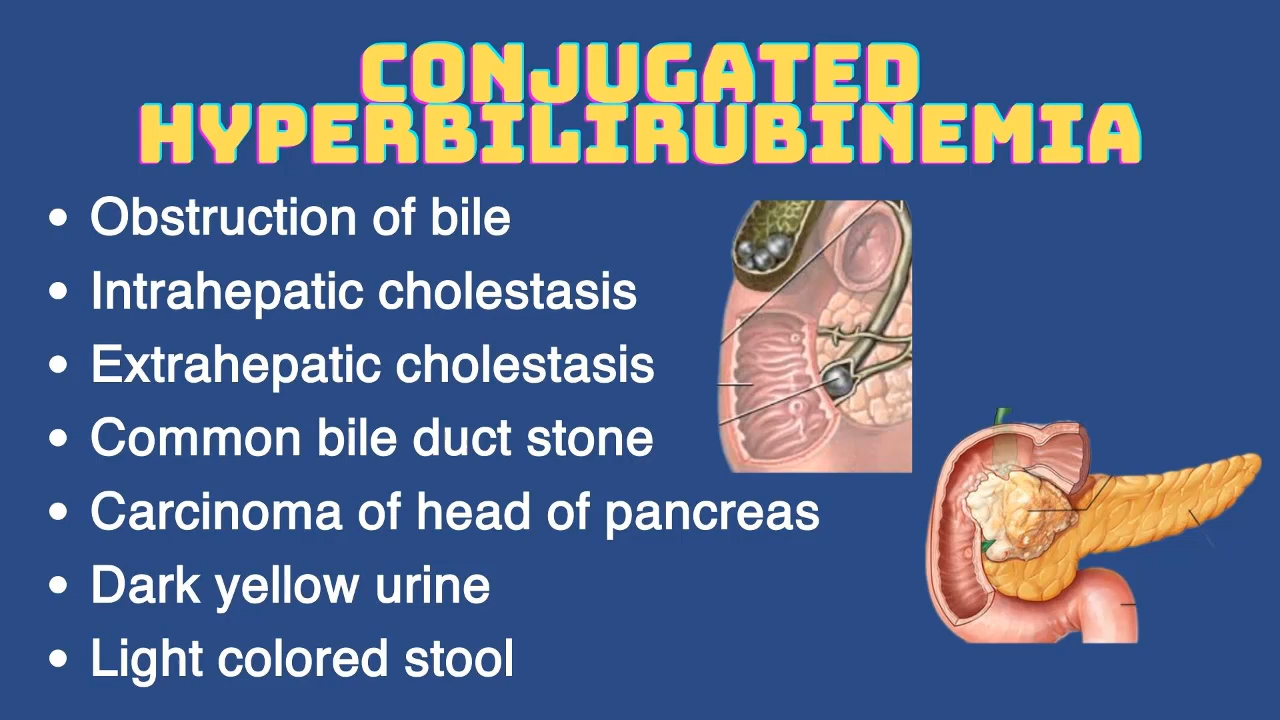 CONJUGATED
HYPERBILIRUBINEMIA
• Obstruction of bile
• Intrahepatic cholestasis
• Extrahepatic cholestasis
• Common bile duct stone
• Carcinoma of head of pancreas
• Dark yellow urine
• Light colored stool